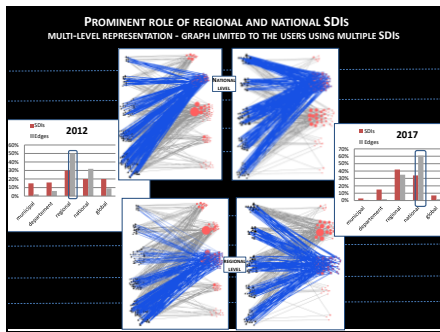 PROMINENT ROLE OF REGIONAL AND NATIONAL SDIS
MULTI-LEVEL REPRESENTATION - GRAPH LIMITED TO THE USERS USING MULTIPLE SDIS
NATIONAL
LEVEL
SDIs
Edges
2012
60%
50%
40%
30%
20%
10%
0%
municipal
departement
regional
national
global
SDIs
Edges
2017
70%
60%
50%
40%
30%
20%
10%
0%
municipal
departement
regional
national
global
REGIONAL
LEVEL